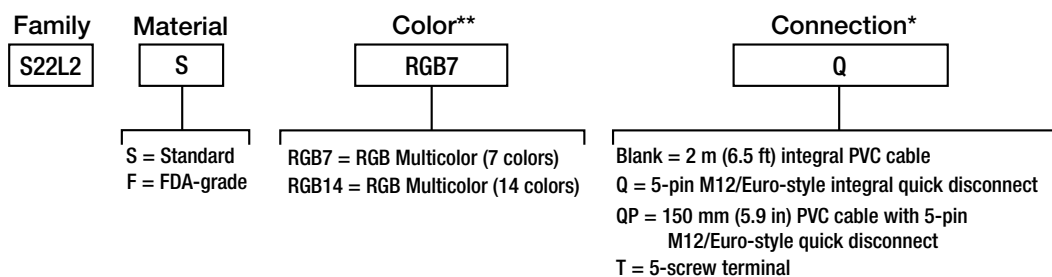 Family Material Color** Connection*
S22L2 S RGB7 Q
S = Standard
F = FDA-grade
RGB7 = RGB Multicolor (7 colors)
RGB14 = RGB Multicolor (14 colors)
Blank = 2 m (6.5 ft) integral PVC cable
Q = 5-pin M12/Euro-style integral quick disconnect
QP = 150 mm (5.9 in) PVC cable with 5-pin
M12/Euro-style quick disconnect
T = 5-screw terminal